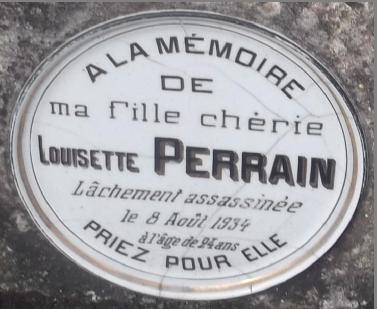 À LA MÉMOIRE
DE
ma fille chérie
LOUISETTE PERRAIN
Lâchement assassinée
le 8 Août 1934
à l'âge de ans
PRIEZ POUR ELLE